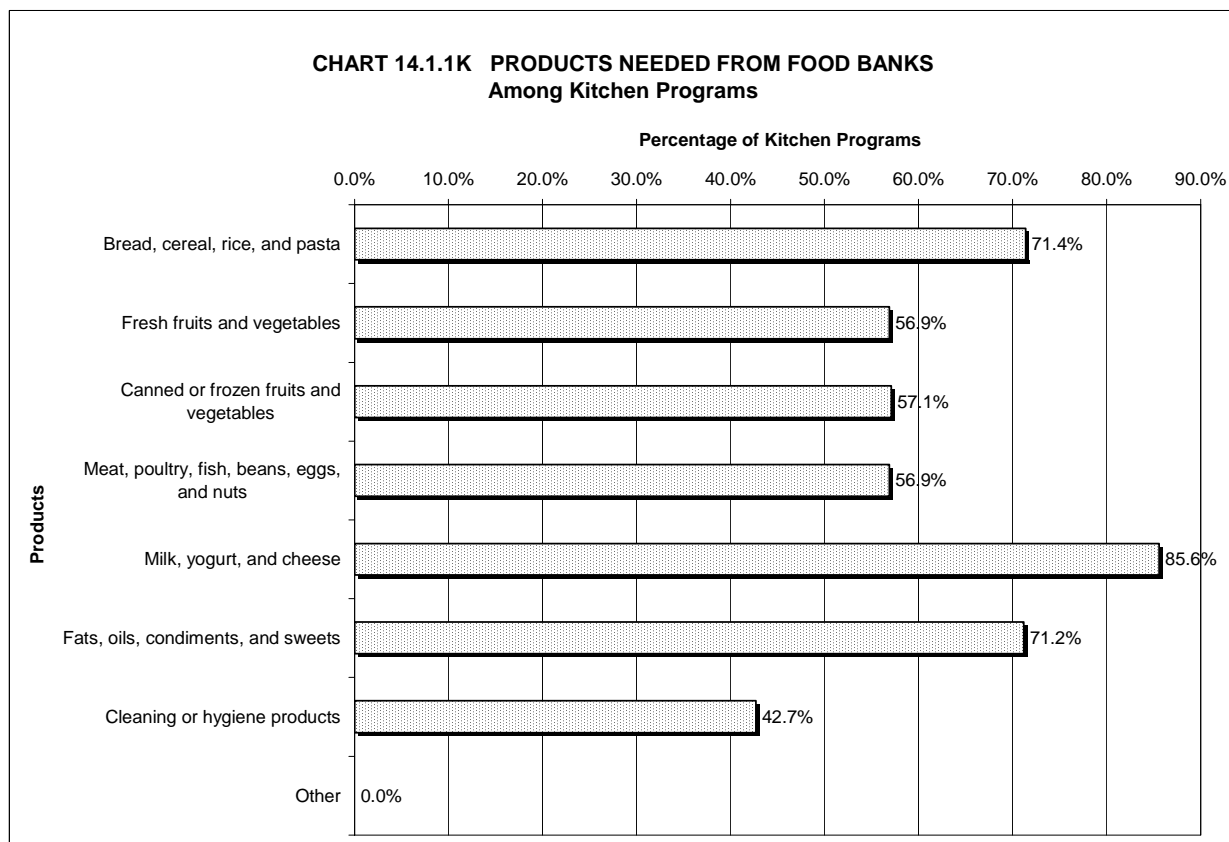 CHART 14.1.1K   PRODUCTS NEEDED FROM FOOD BANKS
Among Kitchen Programs
Percentage of Kitchen Programs
0.0% 10.0% 20.0% 30.0% 40.0% 50.0% 60.0% 70.0% 80.0% 90.0%
Products
Bread, cereal, rice, and pasta 71.4%
Fresh fruits and vegetables 56.9%
Canned or frozen fruits and
vegetables 57.1%
Meat, poultry, fish, beans, eggs,
and nuts 56.9%
Milk, yogurt, and cheese 85.6%
Fats, oils, condiments, and sweets 71.2%
Cleaning or hygiene products 42.7%
Other 0.0%